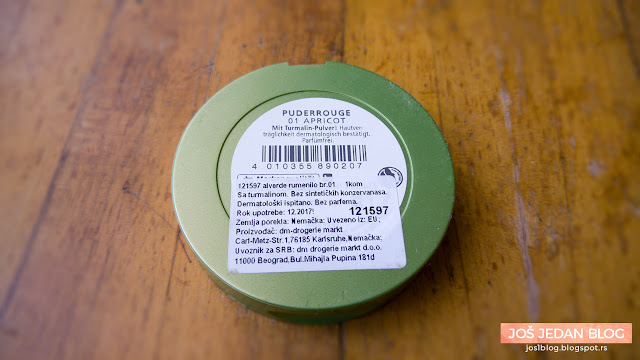 PUDERROUGE
01 APRICOT
Mit Turmalin-Pulver! Hautver-
träglichkeit dermatologisch bestätigt.
Parfümfrei.
4 010355 890207
121597 alverde rumenilo br.01 1kom
Sa turmalinom. Bez sintetičkih konzervanasa.
Dermatološki ispitano. Bez parfema.
Rok upotrebe: 12.2017! 121597
Zemlja porekla: Nemačka; Uvezeno iz: EU;
Proizvođač: dm-drogerie markt
Carl-Metz-Str.1,76185 Karlsruhe,Nemačka;
Uvoznik za SRB: dm drogerie markt d.o.o.
11000 Beograd,Bul.Mihajla Pupina 181d
JOŠ JEDAN BLOG
jos1blog.blogspot.rs